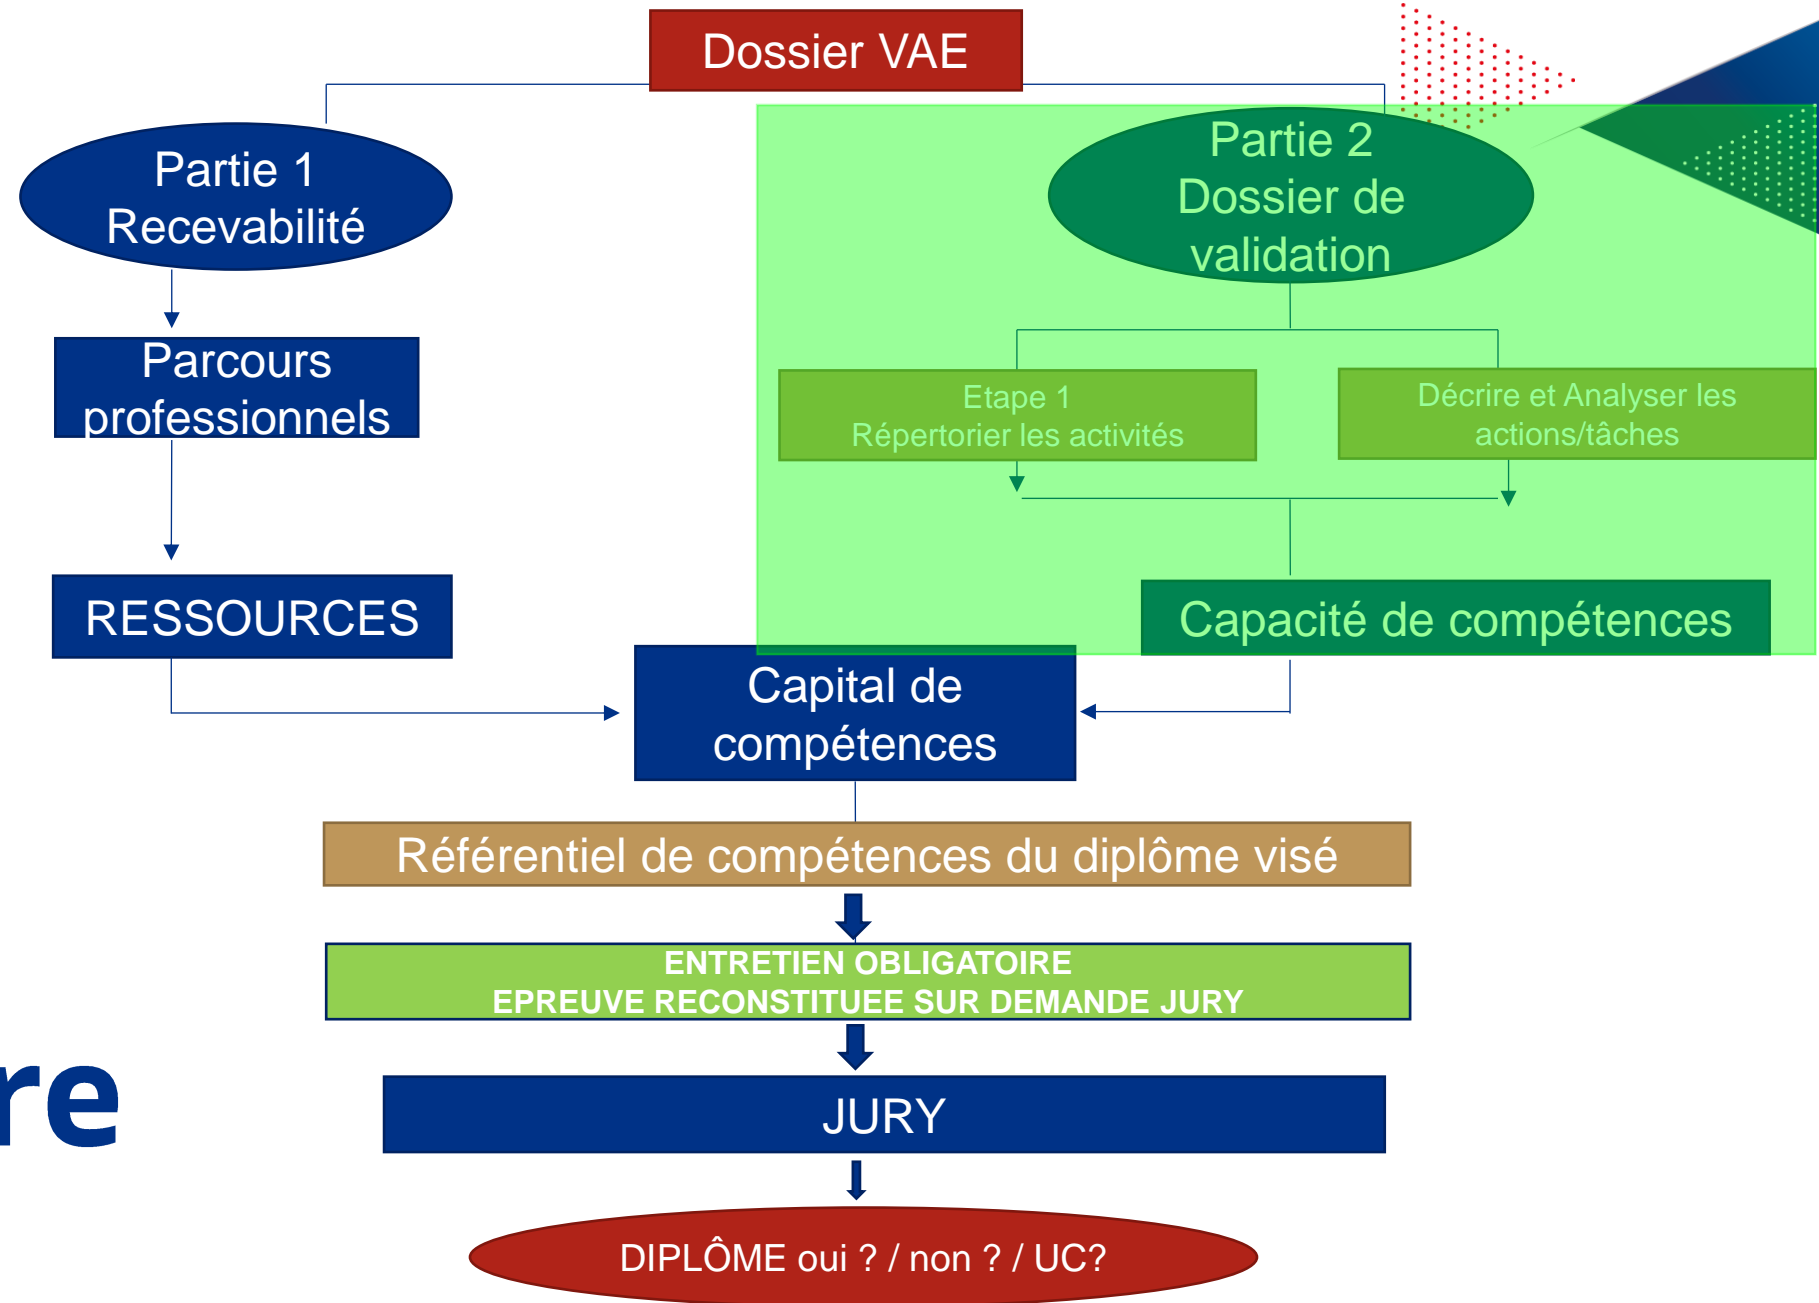 Dossier VAE
Partie 1
Recevabilité
Partie 2
Dossier de
validation
Parcours
professionnels
Etape 1
Répertorier les activités
Décrire et Analyser les
actions/tâches
RESSOURCES
Capacité de compétences
Capital de
compétences
Référentiel de compétences du diplôme visé
ENTRETIEN OBLIGATOIRE
EPREUVE RECONSTITUEE SUR DEMANDE JURY
re
JURY
DIPLÔME oui ? / non ? / UC?